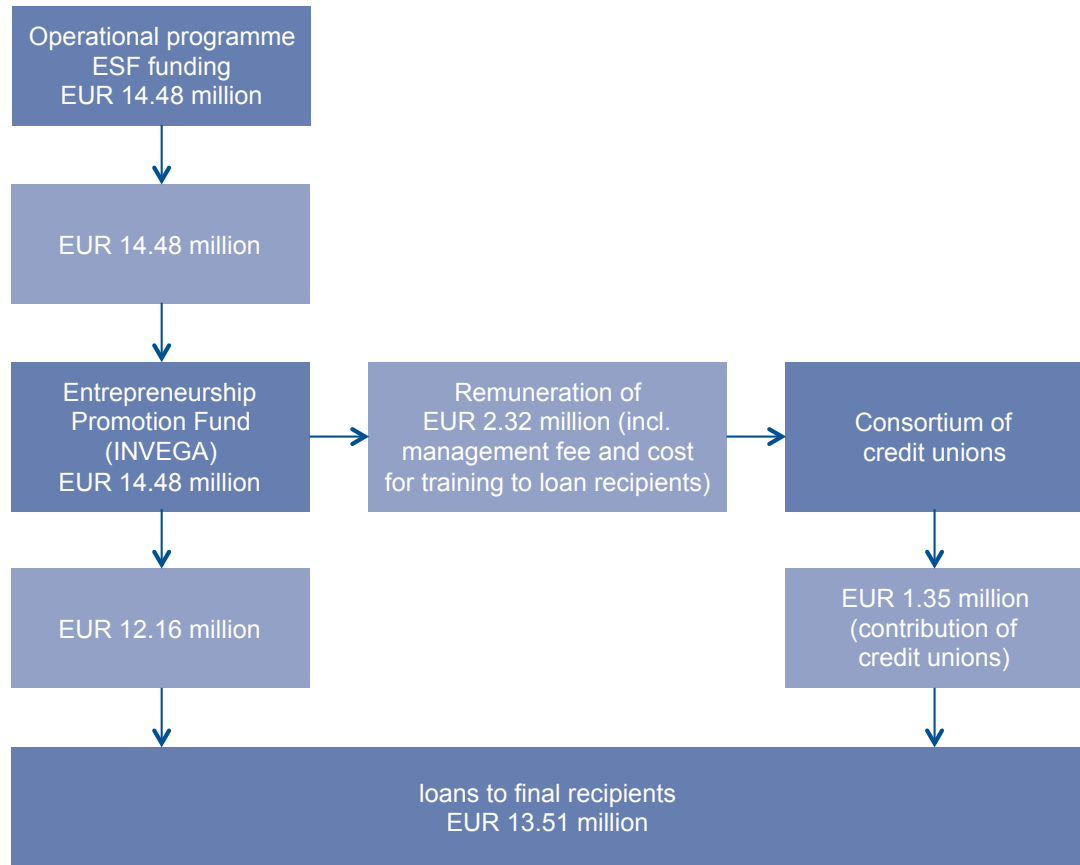 Operational programme
ESF funding
EUR 14.48 million
EUR 14.48 million
Entrepreneurship
Promotion Fund
(INVEGA)
EUR 14.48 million
Remuneration of
EUR 2.32 million (incl.
management fee and cost
for training to loan recipients)
Consortium of
credit unions
EUR 12.16 million
EUR 1.35 million
(contribution of
credit unions)
loans to final recipients
EUR 13.51 million